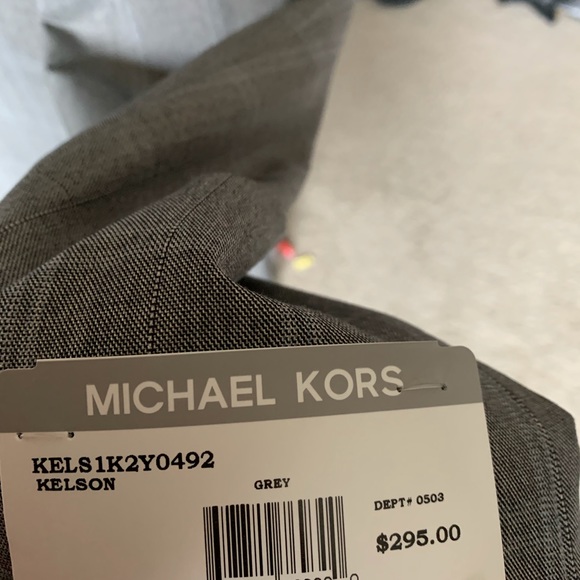 MICHAEL KORS
KELS1K2Y0492
KELSON
GREY
DEPT# 0503
$295.00